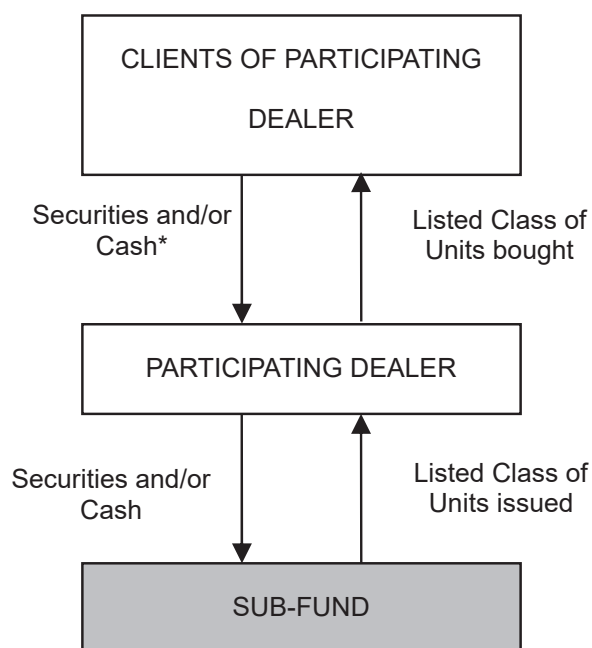 CLIENTS OF PARTICIPATING
DEALER
Securities and/or
Cash*
Listed Class of
Units bought
PARTICIPATING DEALER
Securities and/or
Cash
Listed Class of
Units issued
SUB-FUND